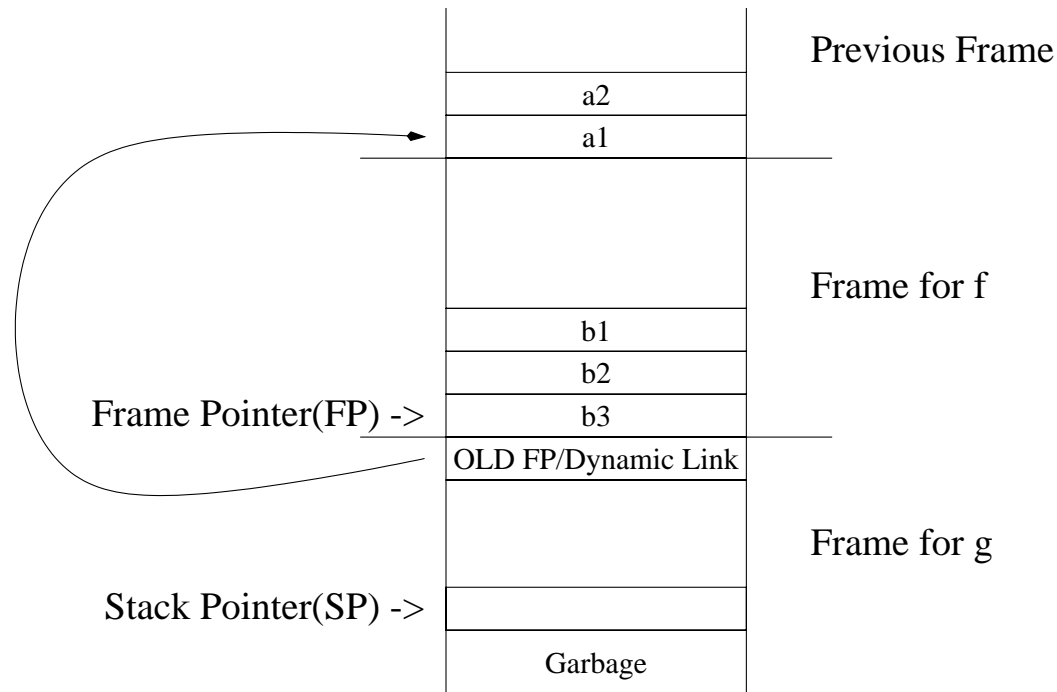 Previous Frame
a2
a1
Frame for f
b1
b2
Frame Pointer(FP) ->
b3
OLD FP/Dynamic Link
Frame for g
Stack Pointer(SP) ->
Garbage